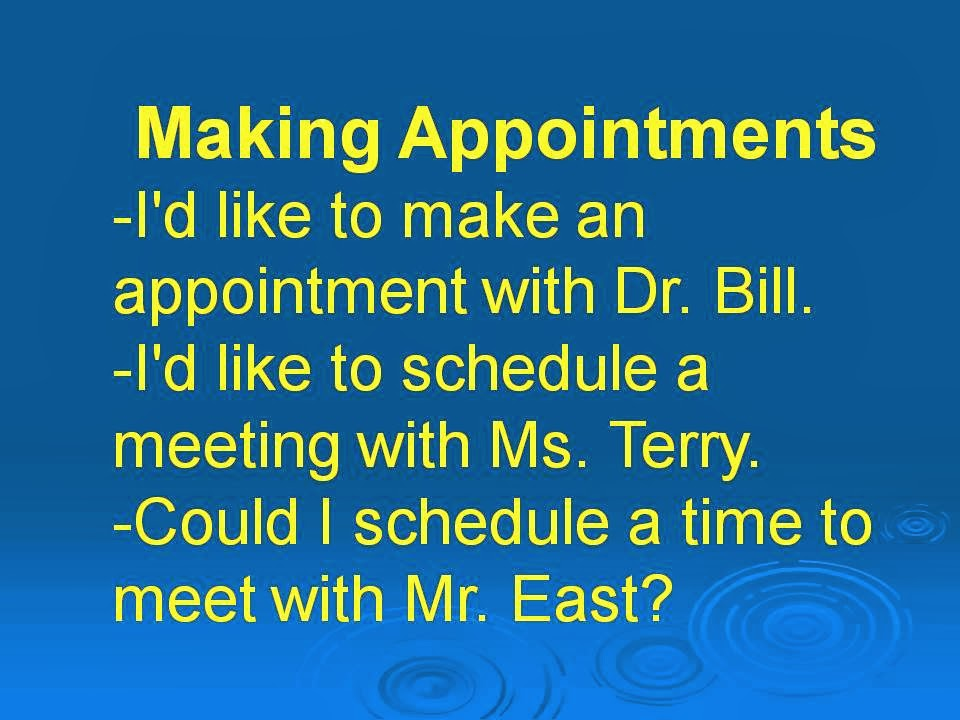 Making Appointments
-I'd like to make an
appointment with Dr. Bill.
-I'd like to schedule a
meeting with Ms. Terry.
-Could I schedule a time to
meet with Mr. East?